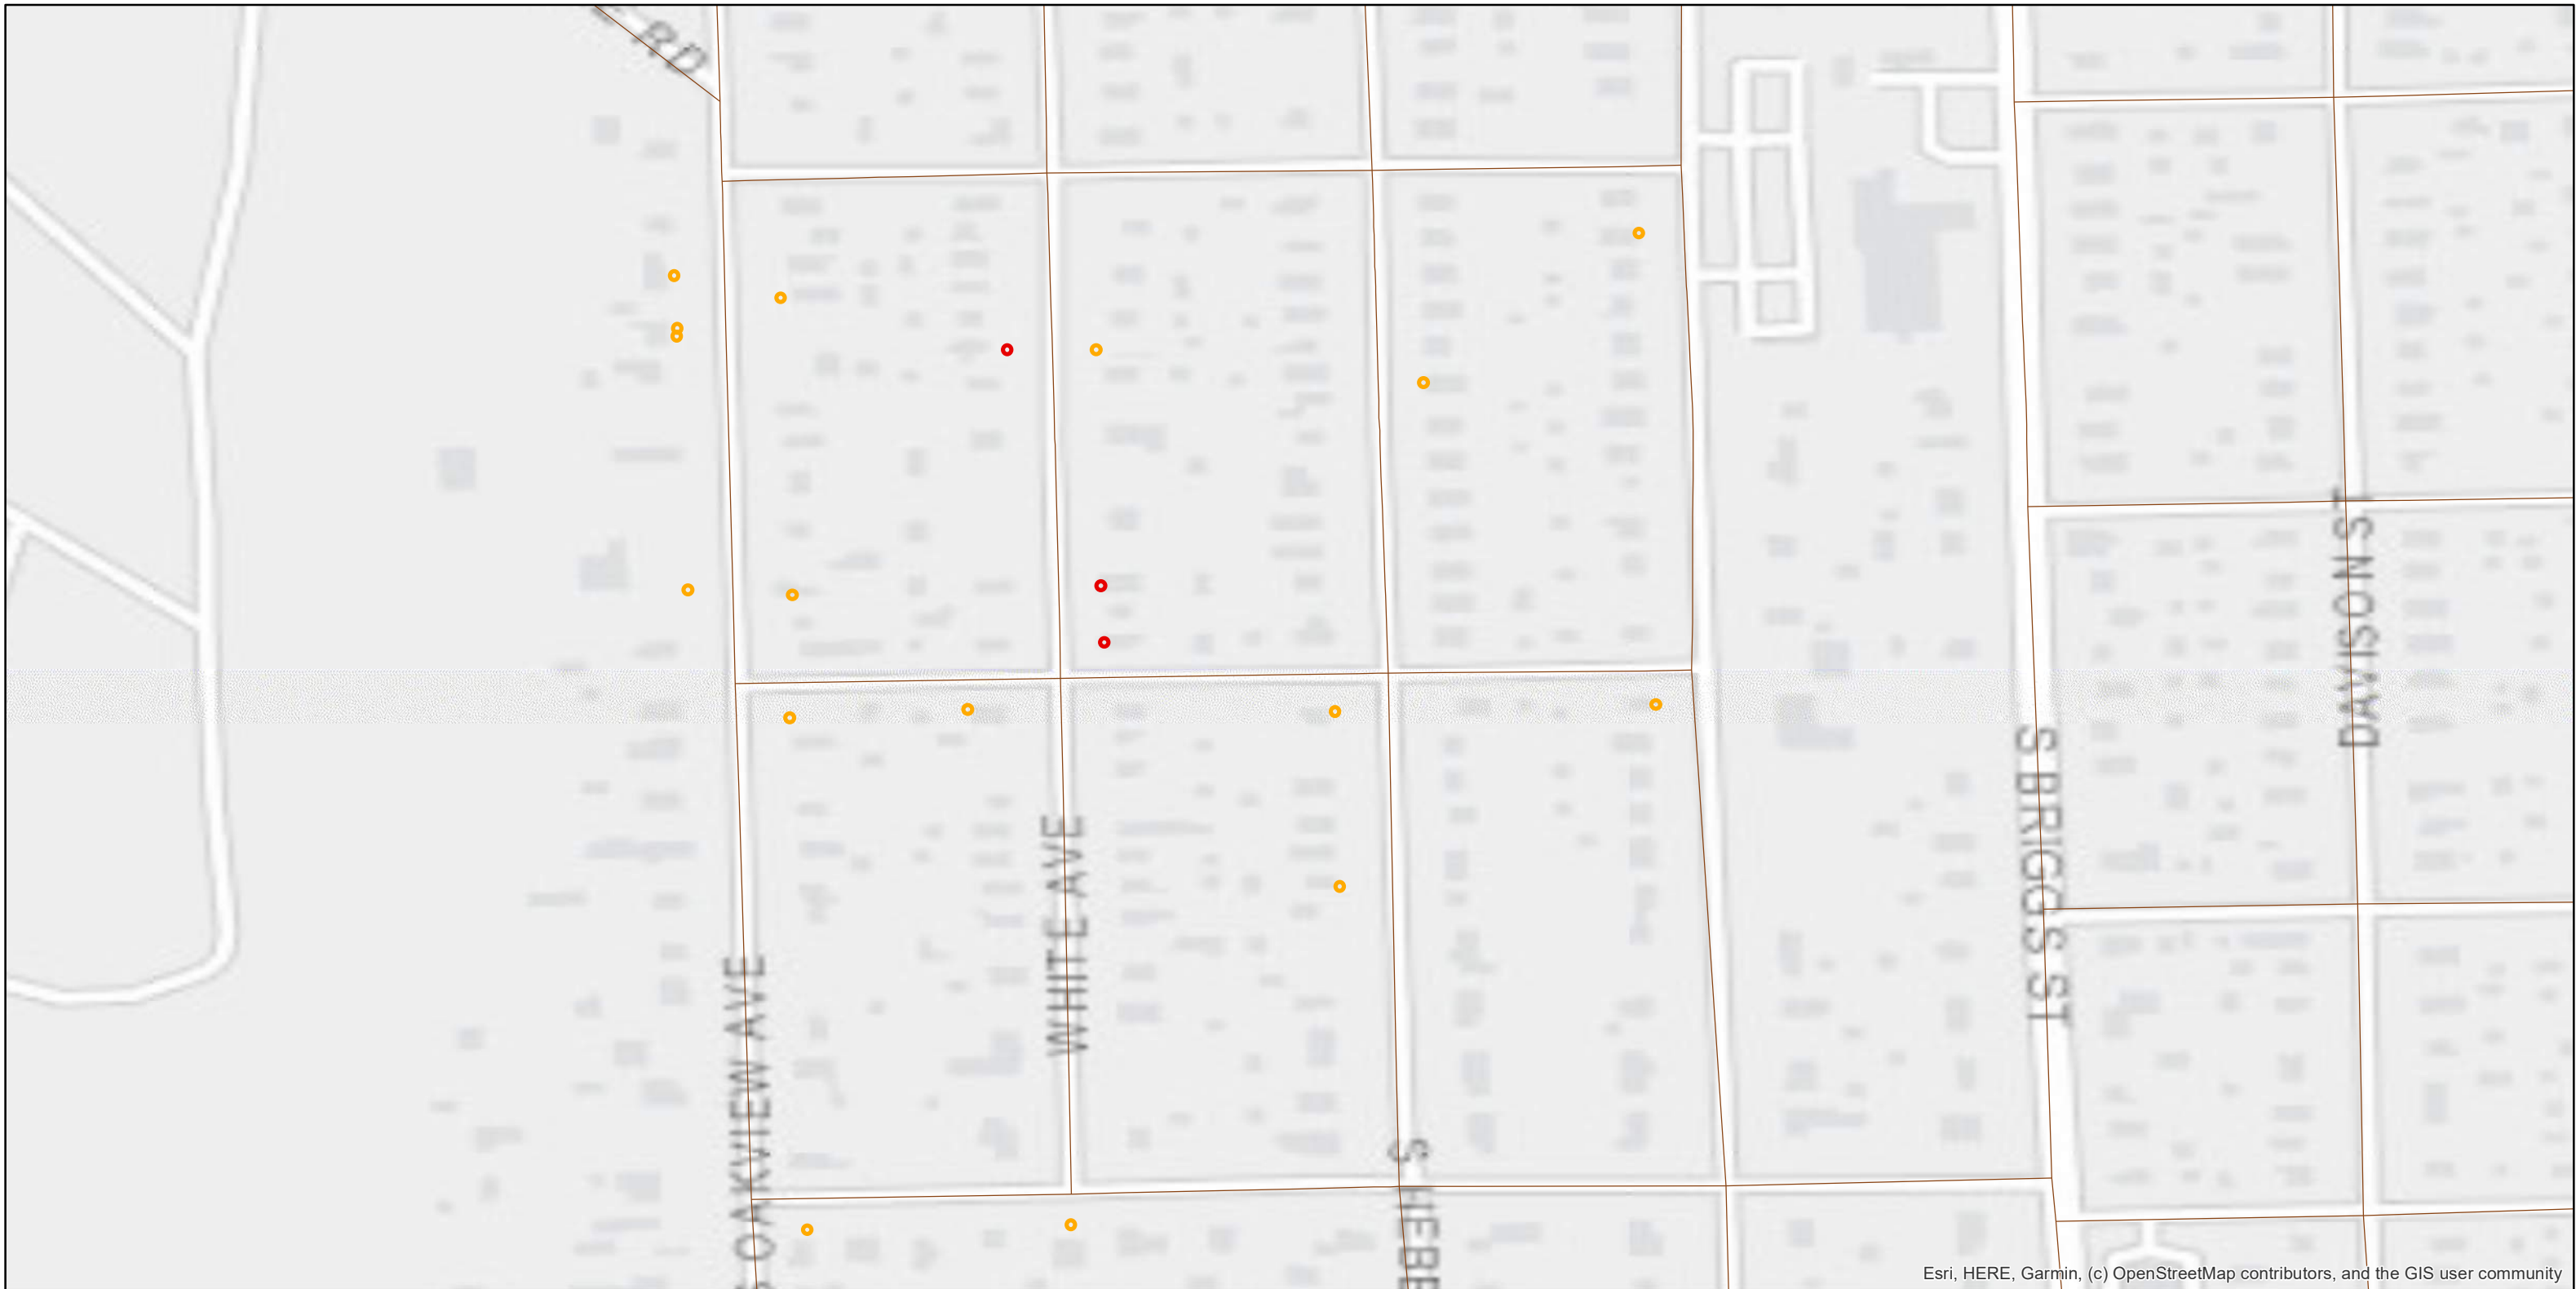 RD
DAVISON ST
S BRIGGS ST
WHITE AVE
OAKVIEW AVE
S
Esri, HERE, Garmin, (c) OpenStreetMap contributors, and the GIS user community